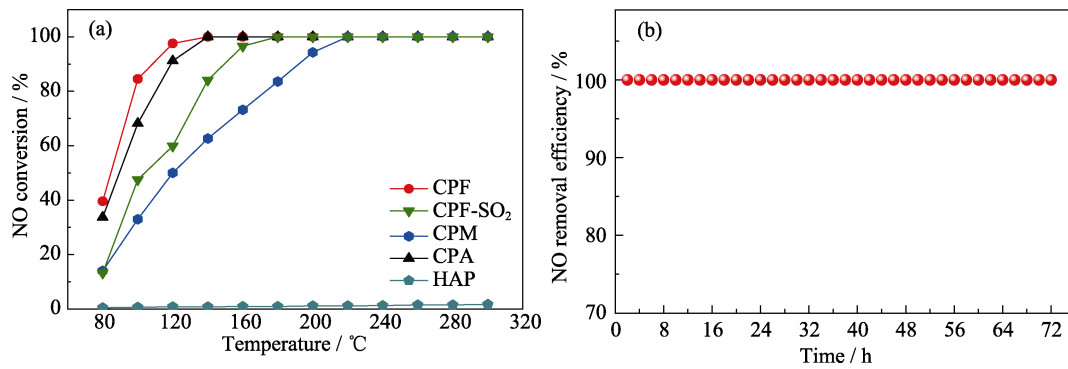 (a)
NO conversion / %
100
80
60
40
20
0
CPF
CPF-SO₂
CPM
CPA
HAP
80 120 160 200 240 280 320
Temperature / ℃
(b)
NO removal efficiency / %
100
90
80
70
0 8 16 24 32 40 48 56 64 72
Time / h